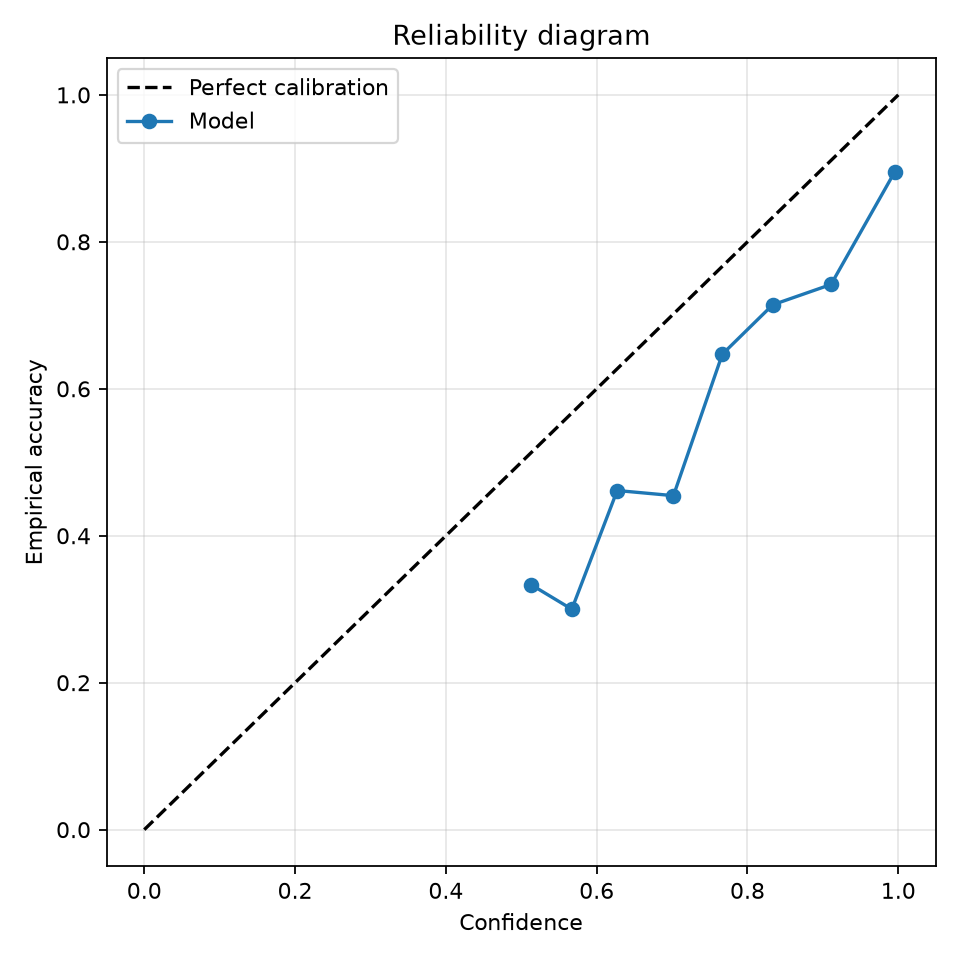 Reliability diagram
Perfect calibration
Model
1.0
0.8
0.6
0.4
0.2
0.0
Empirical accuracy
0.0 0.2 0.4 0.6 0.8 1.0
Confidence